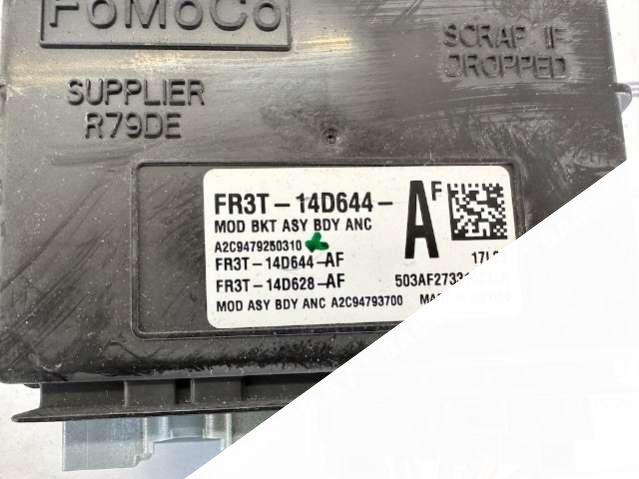 FoMoCo
SCRAP IF
DROPPED
SUPPLIER
R79DE
FR3T-14D644-AF
MOD BKT ASY BDY ANC
A2C9479250310
FR3T-14D644-AF
FR3T-14D628-AF
MOD ASY BDY ANC A2C94793700